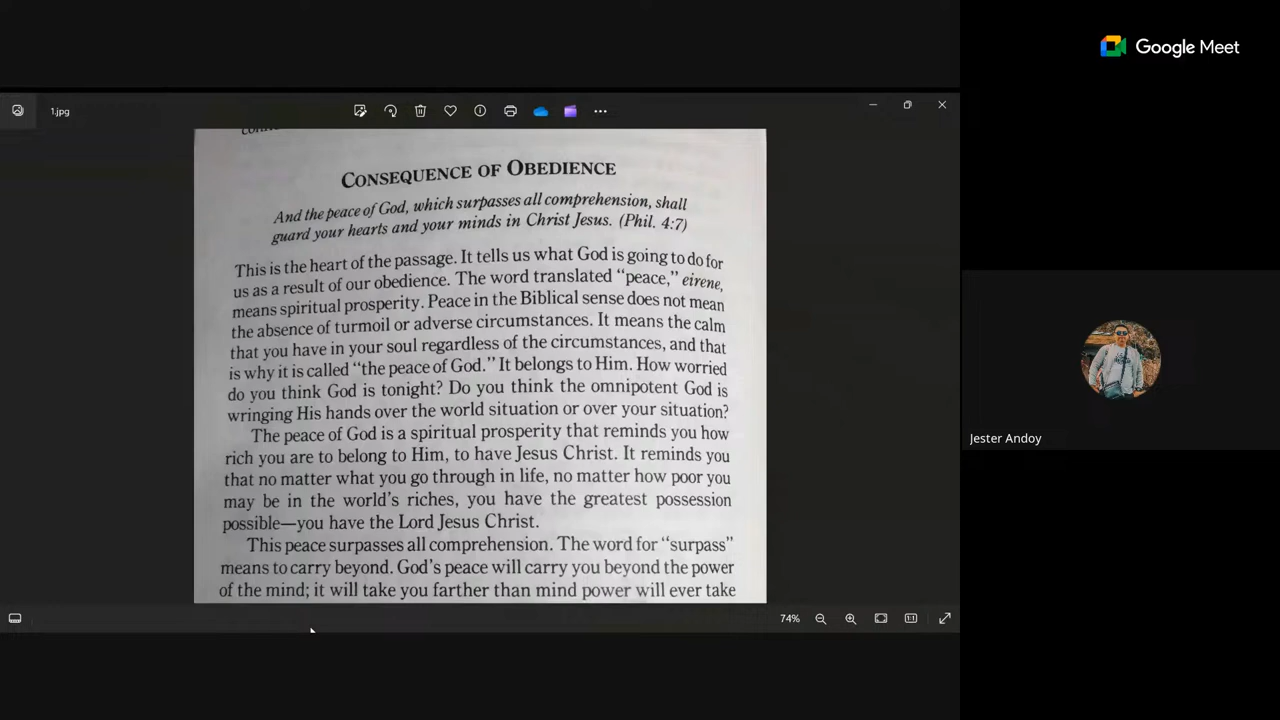 Google Meet
1.jpg
CONSEQUENCE OF OBEDIENCE
And the peace of God, which surpasses all comprehension, shall
guard your hearts and your minds in Christ Jesus. (Phil. 4:7)
This is the heart of the passage. It tells us what God is going to do for
us as a result of our obedience. The word translated “peace,” eirene,
means spiritual prosperity. Peace in the Biblical sense does not mean
the absence of turmoil or adverse circumstances. It means the calm
that you have in your soul regardless of the circumstances, and that
is why it is called “the peace of God.” It belongs to Him. How worried
do you think God is tonight? Do you think the omnipotent God is
wringing His hands over the world situation or over your situation?
The peace of God is a spiritual prosperity that reminds you how
rich you are to belong to Him, to have Jesus Christ. It reminds you
that no matter what you go through in life, no matter how poor you
may be in the world’s riches, you have the greatest possession
possible—you have the Lord Jesus Christ.
This peace surpasses all comprehension. The word for “surpass”
means to carry beyond. God’s peace will carry you beyond the power
of the mind; it will take you farther than mind power will ever take
Jester Andoy
74%
1:1